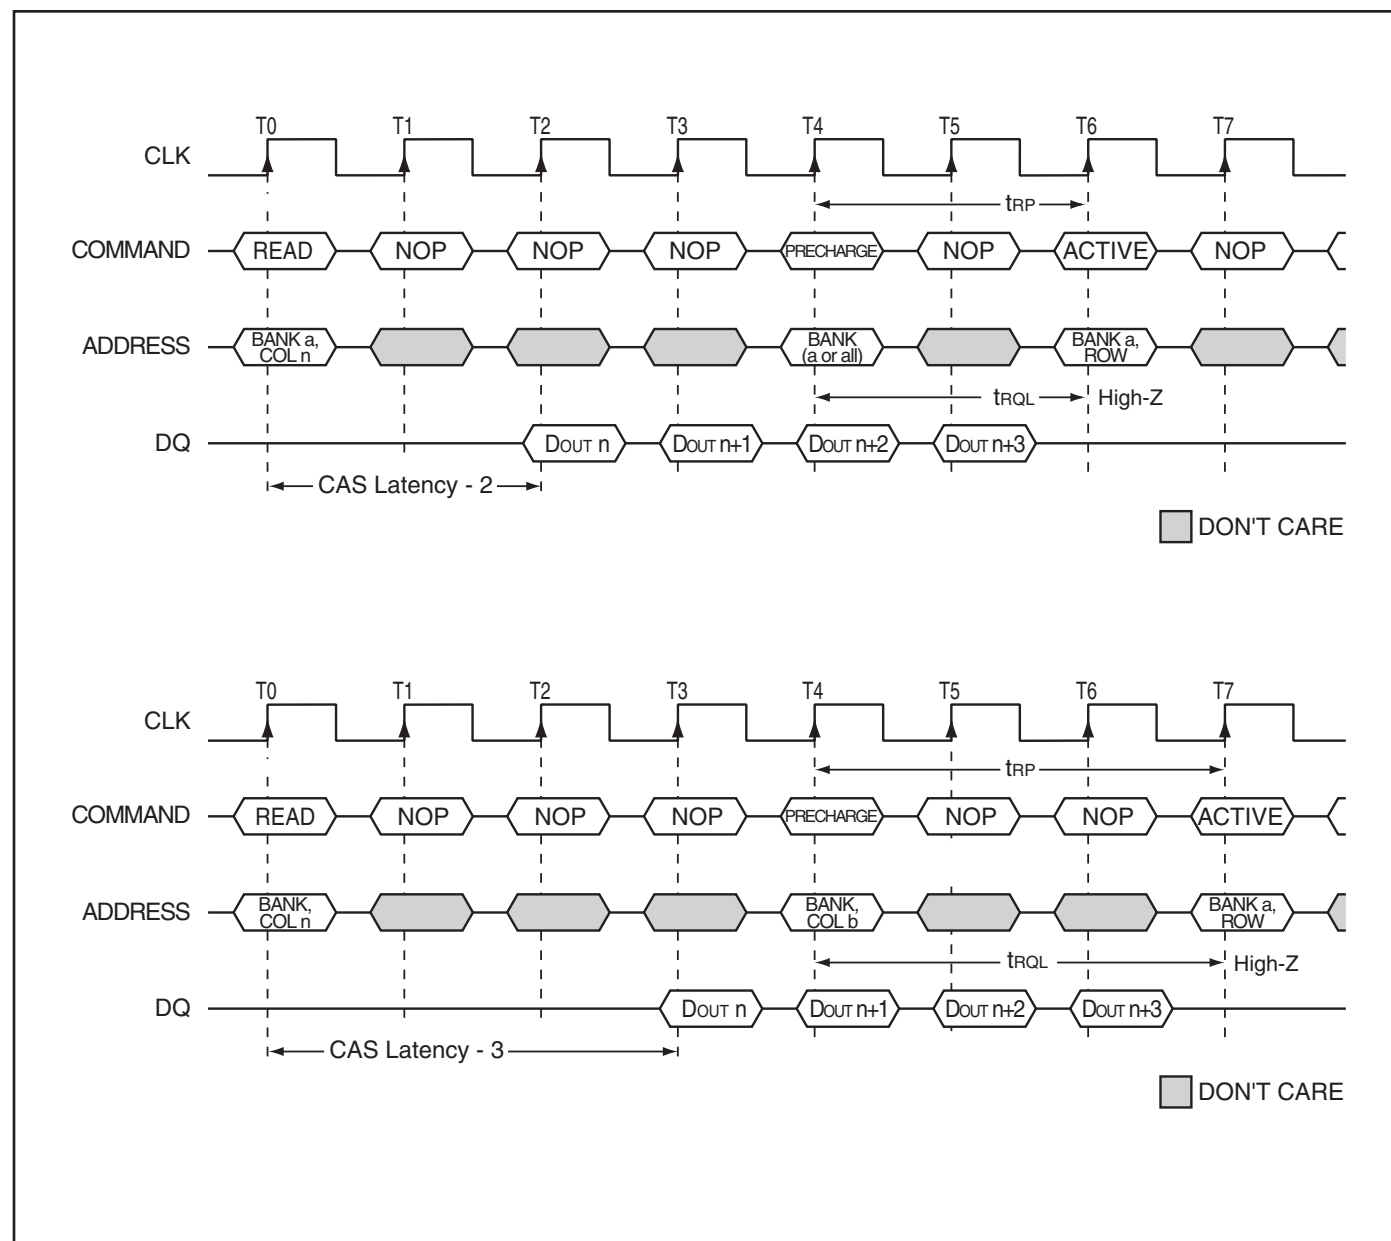 T0 T1 T2 T3 T4 T5 T6 T7
CLK
tRP
COMMAND READ NOP NOP NOP PRECHARGE NOP ACTIVE NOP
ADDRESS BANK a, COL n BANK (a or all) BANK a, ROW
tRQL High-Z
DQ DOUT n DOUT n+1 DOUT n+2 DOUT n+3
CAS Latency - 2
DON'T CARE
T0 T1 T2 T3 T4 T5 T6 T7
CLK
tRP
COMMAND READ NOP NOP NOP PRECHARGE NOP NOP ACTIVE
ADDRESS BANK, COL n BANK, COL b BANK a, ROW
tRQL High-Z
DQ DOUT n DOUT n+1 DOUT n+2 DOUT n+3
CAS Latency - 3
DON'T CARE